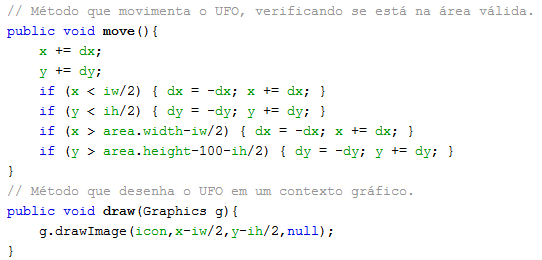 // Método que movimenta o UFO, verificando se está na área válida.
public void move(){
    x += dx;
    y += dy;
    if (x < iw/2) { dx = -dx; x += dx; }
    if (y < ih/2) { dy = -dy; y += dy; }
    if (x > area.width-iw/2) { dx = -dx; x += dx; }
    if (y > area.height-100-ih/2) { dy = -dy; y += dy; }
}
// Método que desenha o UFO em um contexto gráfico.
public void draw(Graphics g){
    g.drawImage(icon,x-iw/2,y-ih/2,null);
}